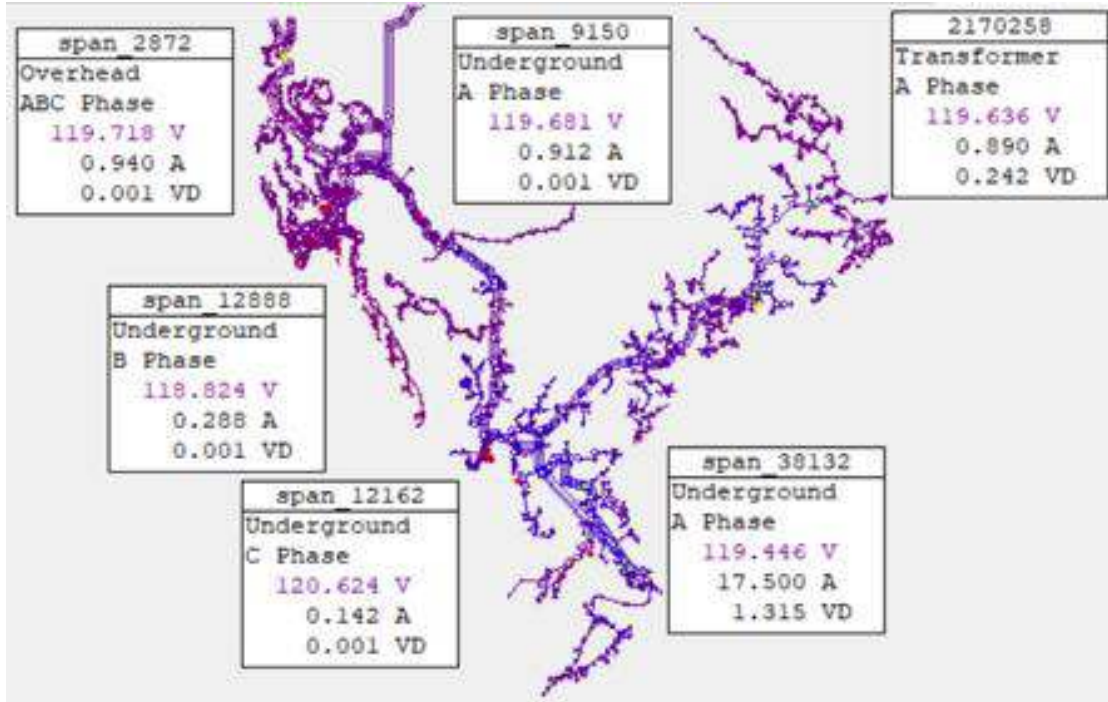 span_2872
Overhead
ABC Phase
119.718 V
0.940 A
0.001 VD
span_9150
Underground
A Phase
119.681 V
0.912 A
0.001 VD
2170258
Transformer
A Phase
119.636 V
0.890 A
0.242 VD
span_12888
Underground
B Phase
118.824 V
0.288 A
0.001 VD
span_12162
Underground
C Phase
120.624 V
0.142 A
0.001 VD
span_38132
Underground
A Phase
119.446 V
17.500 A
1.315 VD